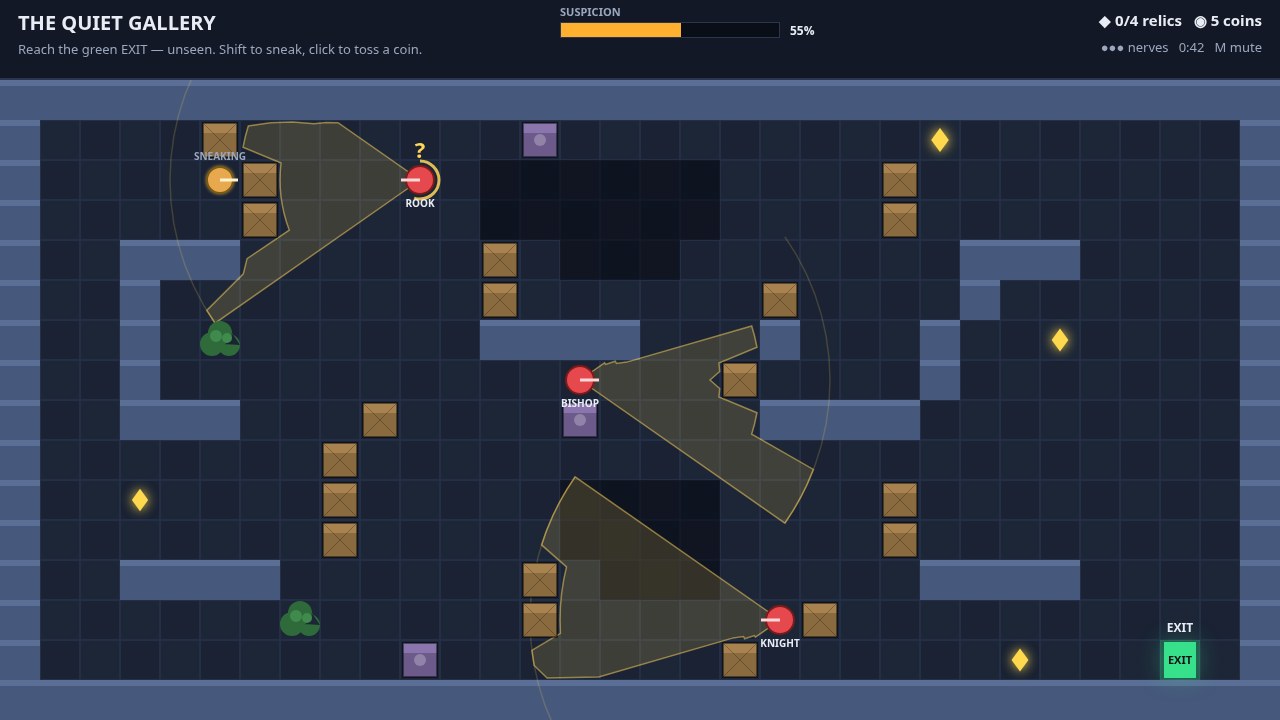 THE QUIET GALLERY
Reach the green EXIT — unseen. Shift to sneak, click to toss a coin.
SUSPICION
55%
◆ 0/4 relics ◉ 5 coins
●●● nerves 0:42 M mute
SNEAKING
?
ROOK
BISHOP
KNIGHT
EXIT
EXIT